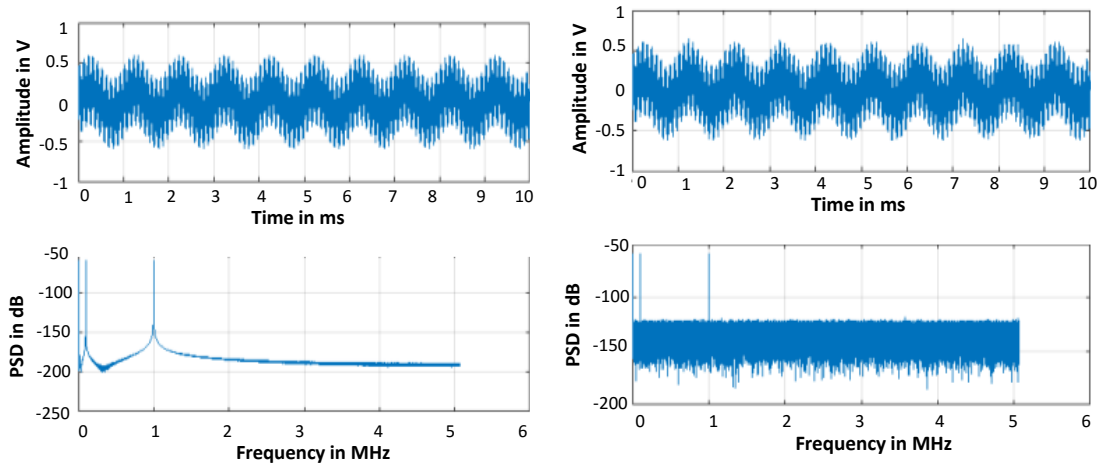 1
0.5
0
-0.5
-1
Amplitude in V
0 1 2 3 4 5 6 7 8 9 10
Time in ms
1
0.5
0
-0.5
-1
Amplitude in V
0 1 2 3 4 5 6 7 8 9 10
Time in ms
-50
-100
-150
-200
-250
PSD in dB
0 1 2 3 4 5 6
Frequency in MHz
-50
-100
-150
-200
PSD in dB
0 1 2 3 4 5 6
Frequency in MHz